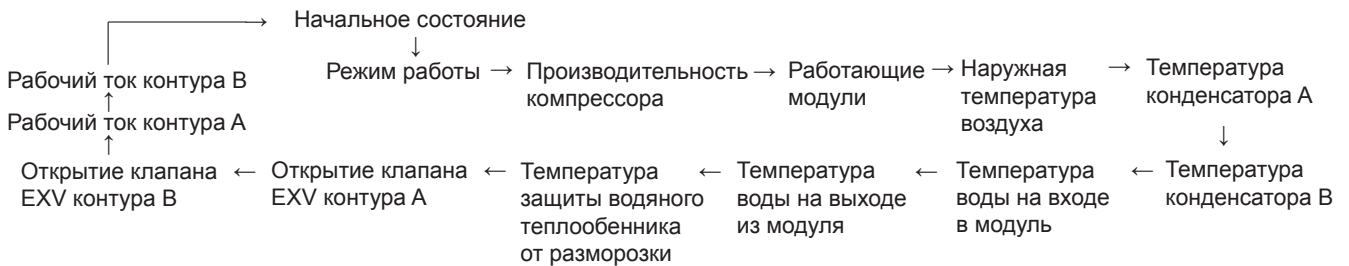 Начальное состояние
↓
Режим работы → Производительность компрессора → Работающие модули → Наружная температура воздуха → Температура конденсатора А
↓
Температура конденсатора В
← Температура воды на входе в модуль
← Температура воды на выходе из модуля
← Температура защиты водяного теплообенника от разморозки
← Открытие клапана EXV контура А
← Открытие клапана EXV контура В
↑
Рабочий ток контура А
↑
Рабочий ток контура В
→